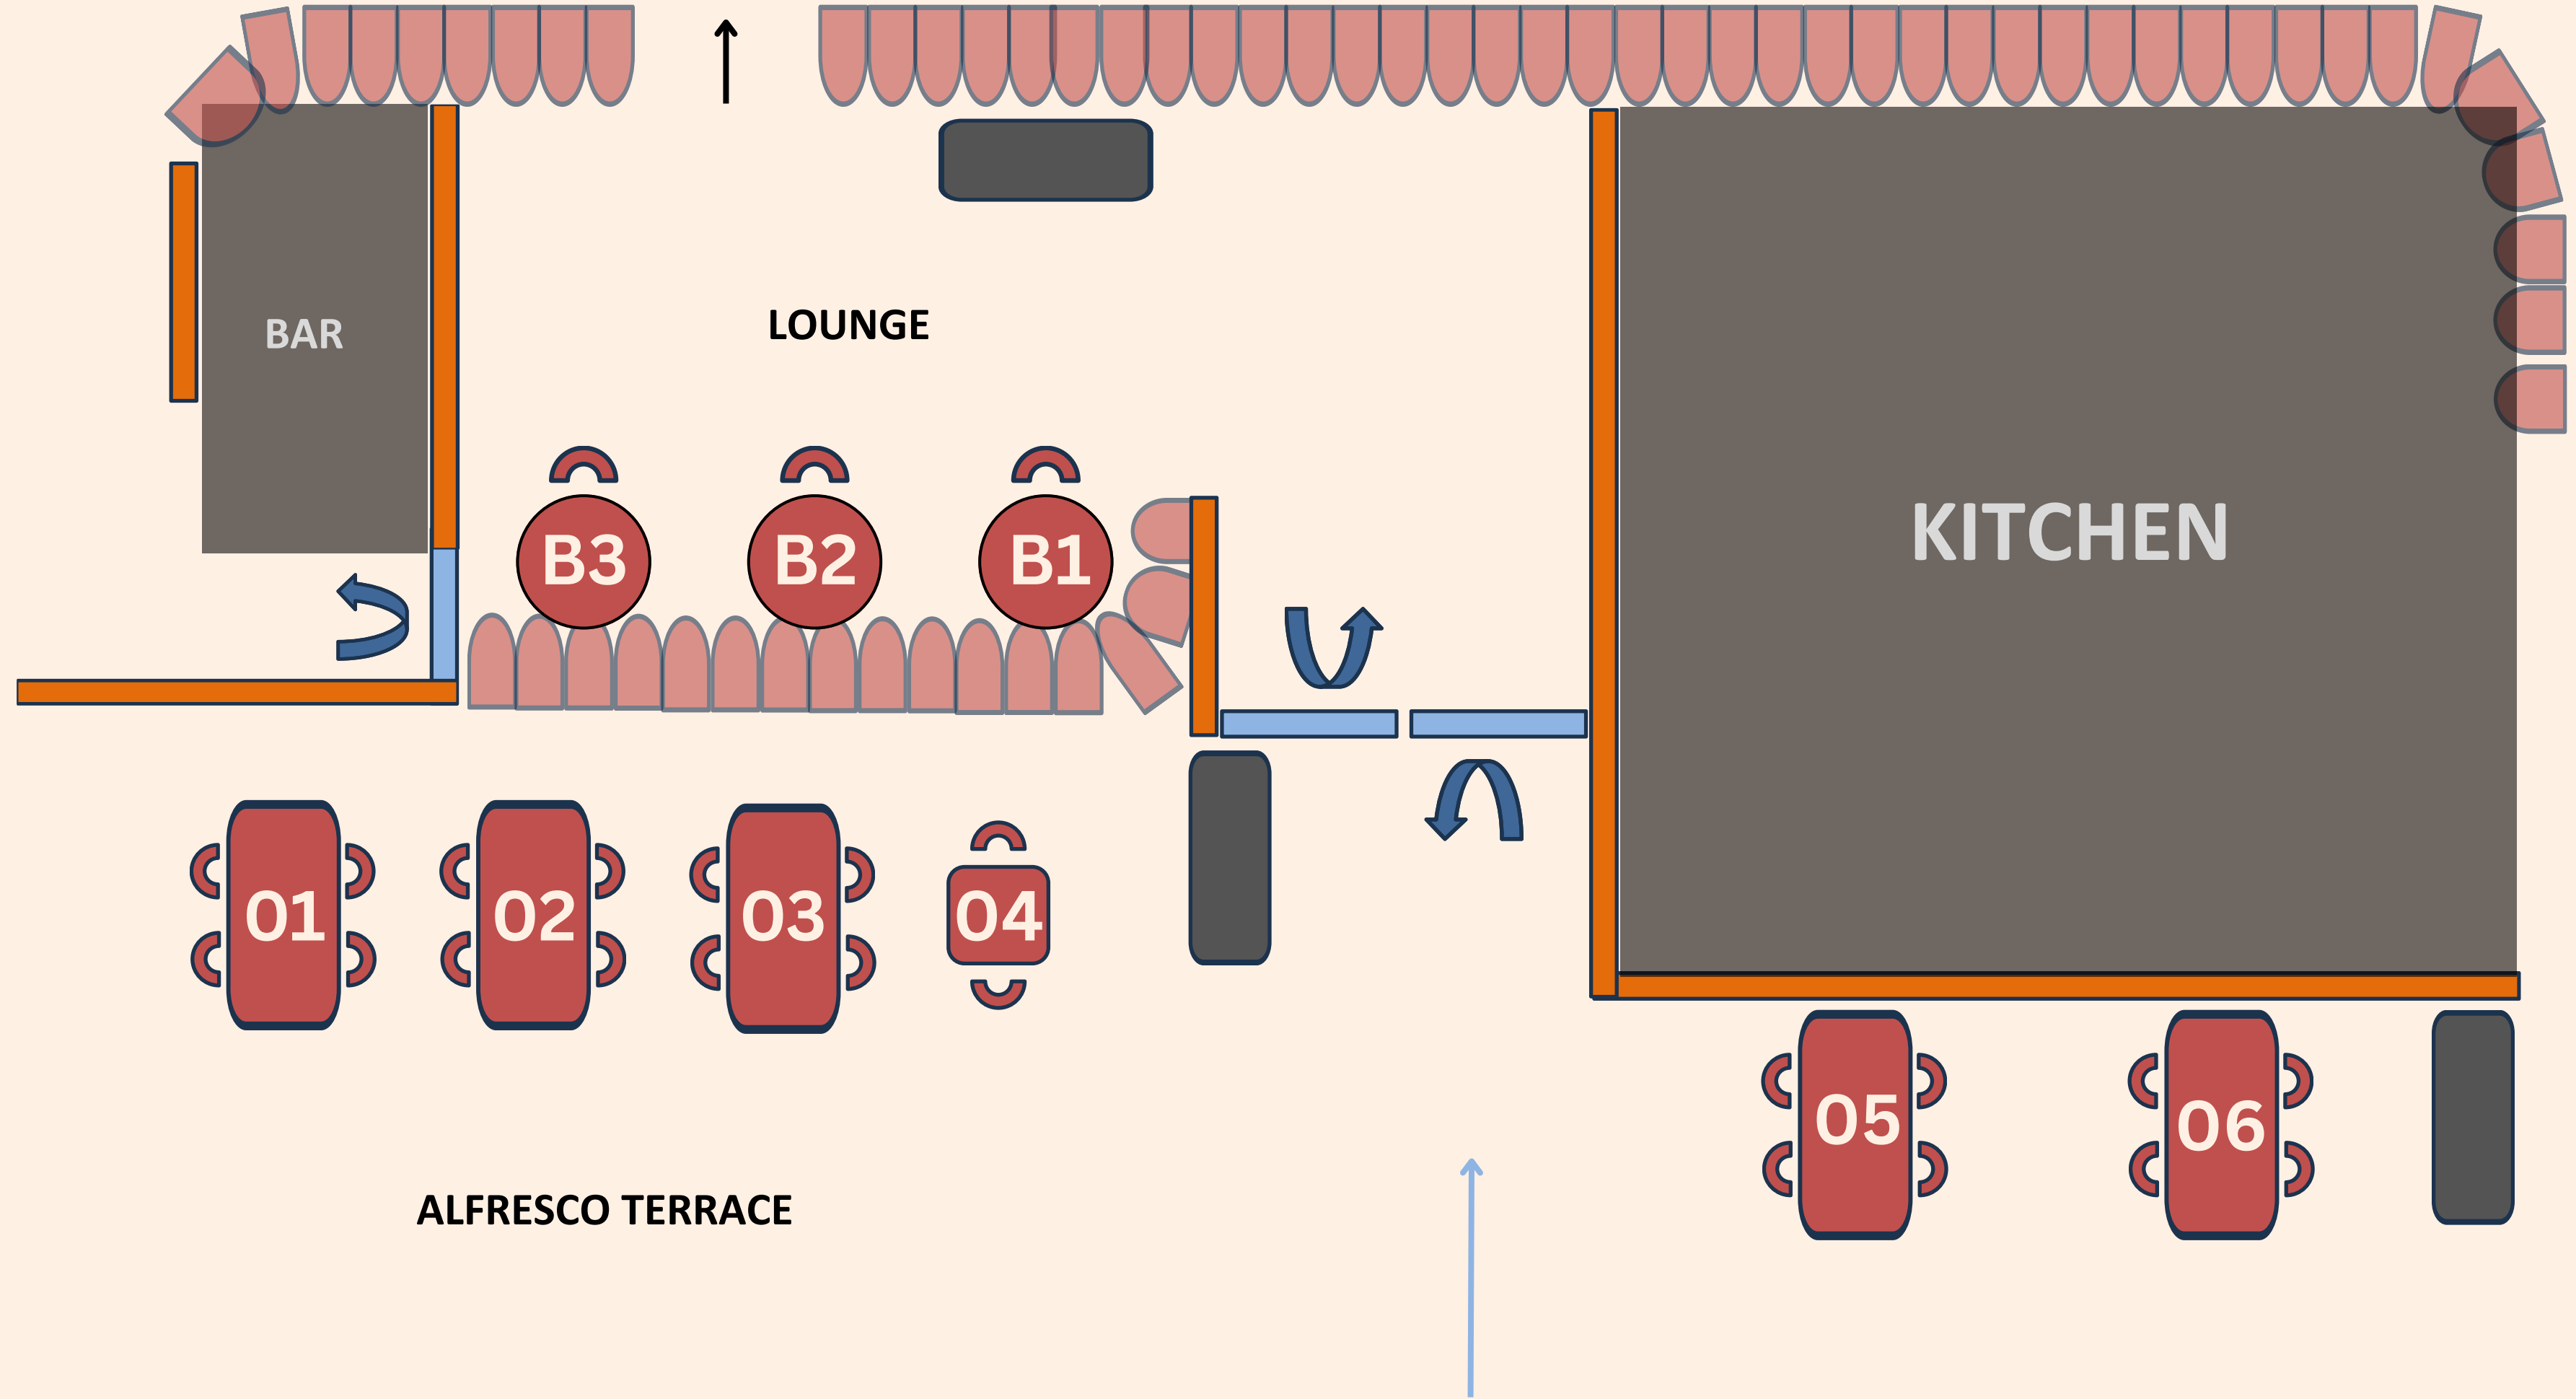 BAR
LOUNGE
KITCHEN
B3
B2
B1
01
02
03
04
05
06
ALFRESCO TERRACE